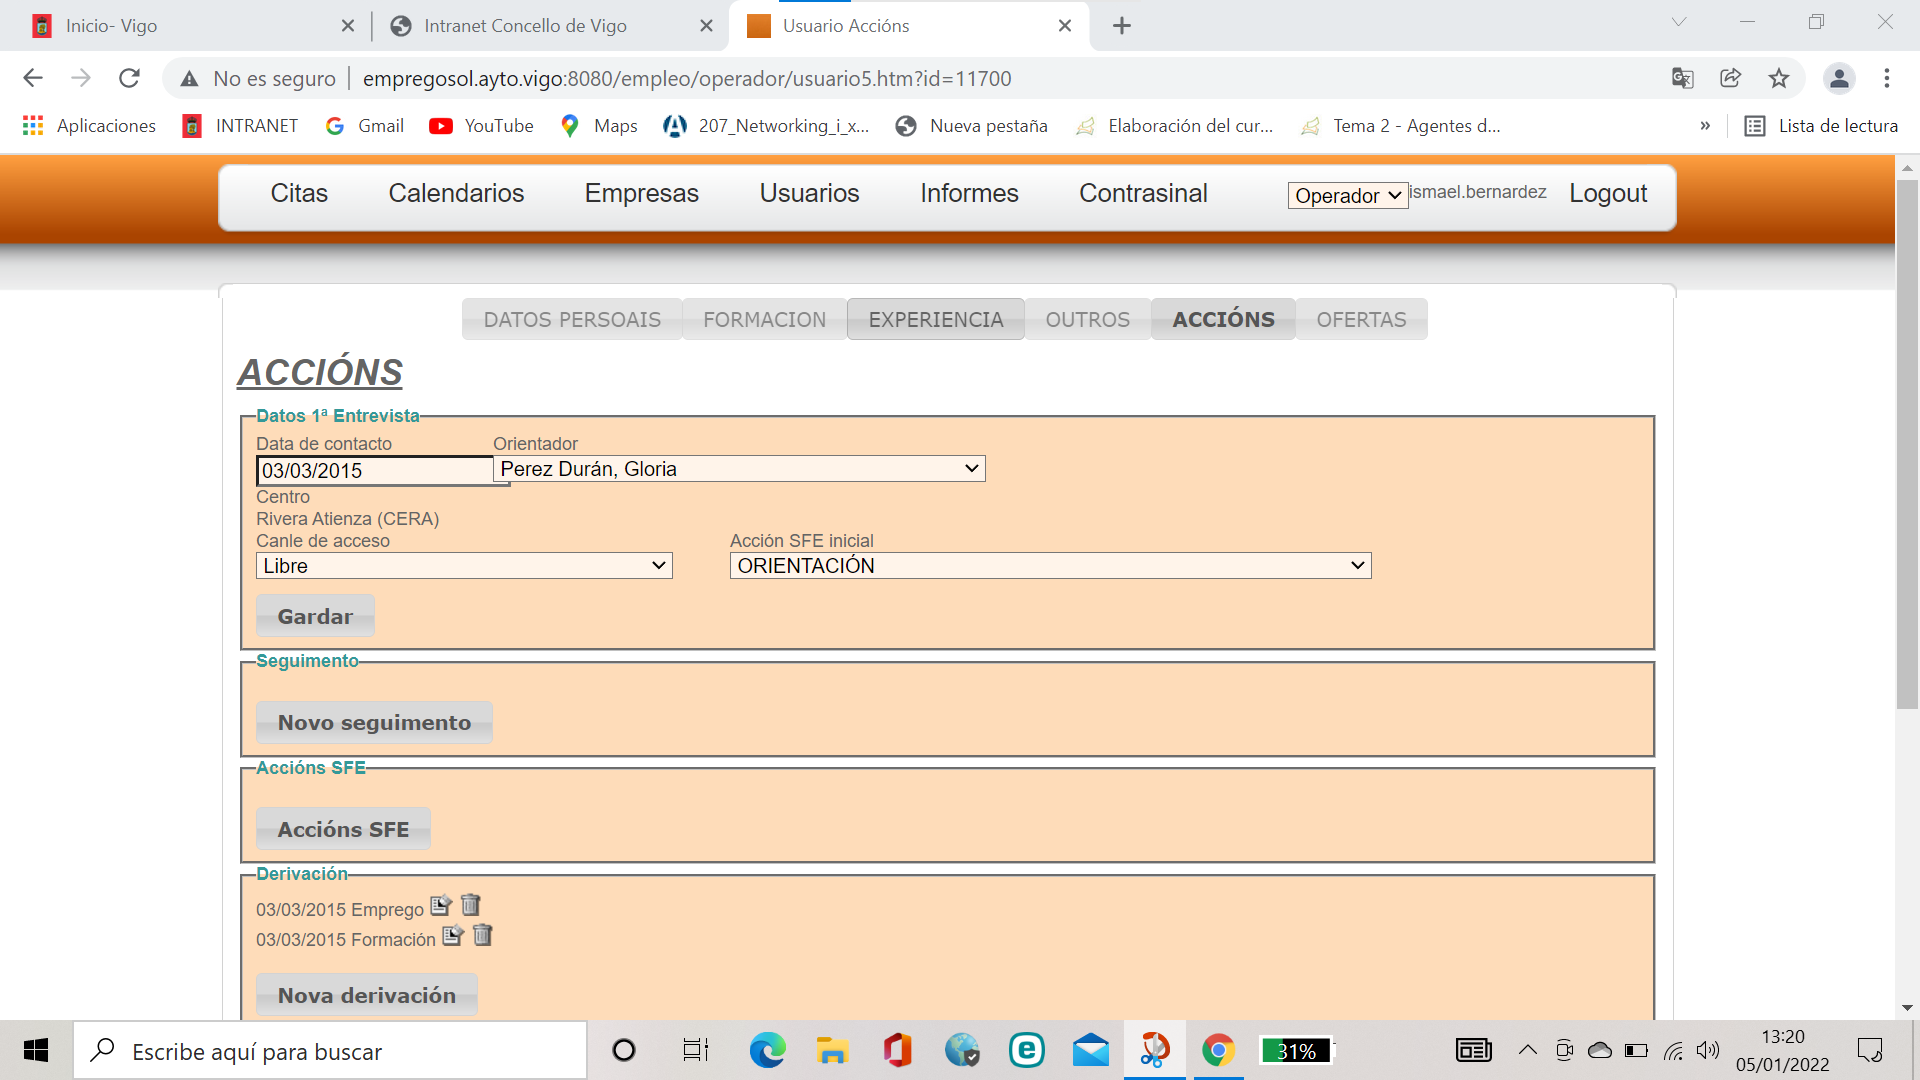 Inicio- Vigo
Intranet Concello de Vigo
Usuario Accións
No es seguro
empregosol.ayto.vigo:8080/empleo/operador/usuario5.htm?id=11700
Aplicaciones
INTRANET
Gmail
YouTube
Maps
207_Networking_i_x...
Nueva pestaña
Elaboración del cur...
Tema 2 - Agentes d...
»
Lista de lectura
Citas
Calendarios
Empresas
Usuarios
Informes
Contrasinal
Operador
ismael.bernardez
Logout
DATOS PERSOAIS
FORMACION
EXPERIENCIA
OUTROS
ACCIÓNS
OFERTAS
ACCIÓNS
Datos 1ª Entrevista
Data de contacto
Orientador
03/03/2015
Perez Durán, Gloria
Centro
Rivera Atienza (CERA)
Canle de acceso
Acción SFE inicial
Libre
ORIENTACIÓN
Gardar
Seguimento
Novo seguimento
Accións SFE
Accións SFE
Derivación
03/03/2015 Emprego
03/03/2015 Formación
Nova derivación
Escribe aquí para buscar
31%
13:20
05/01/2022